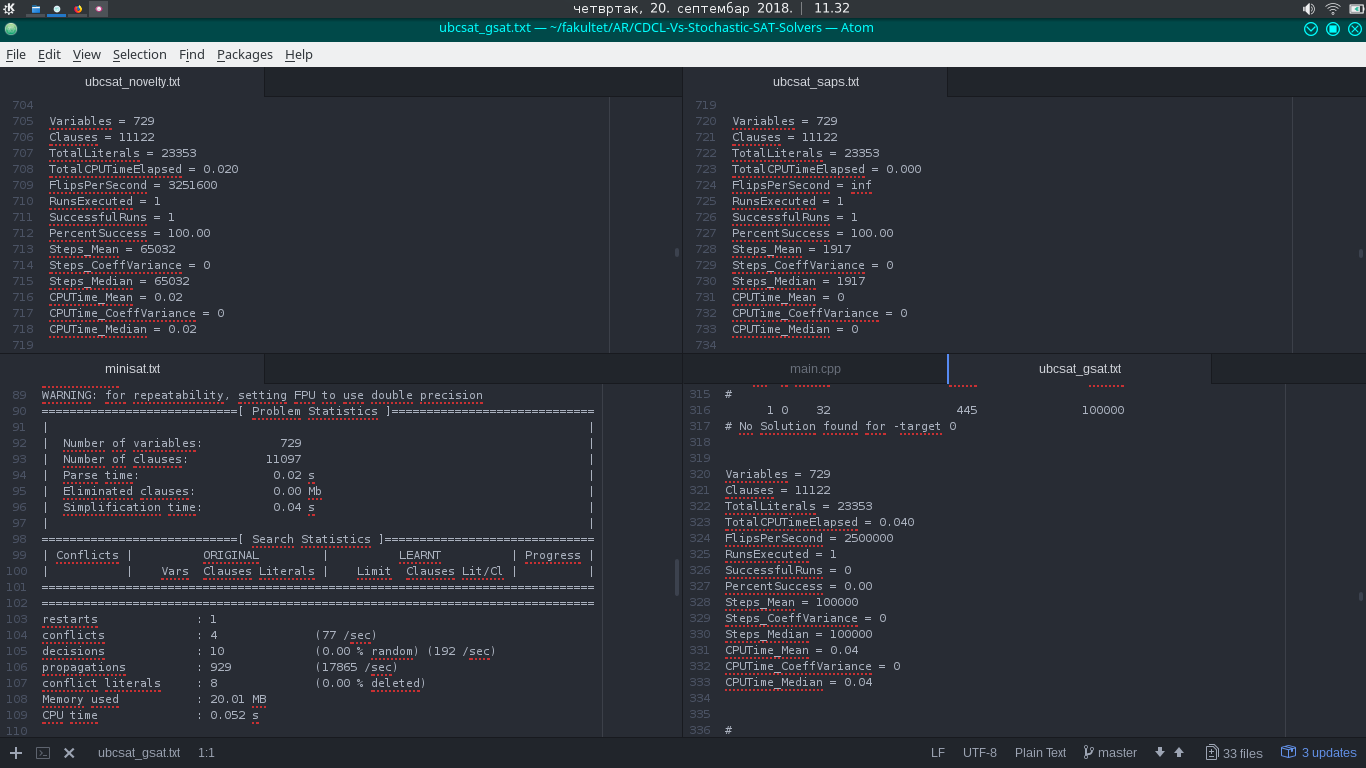 четвртак, 20. септембар 2018. | 11.32
ubcsat_gsat.txt — ~/fakultet/AR/CDCL-Vs-Stochastic-SAT-Solvers — Atom
File Edit View Selection Find Packages Help
ubcsat_novelty.txt
704
705 Variables = 729
706 Clauses = 11122
707 TotalLiterals = 23353
708 TotalCPUTimeElapsed = 0.020
709 FlipsPerSecond = 3251600
710 RunsExecuted = 1
711 SuccessfulRuns = 1
712 PercentSuccess = 100.00
713 Steps_Mean = 65032
714 Steps_CoeffVariance = 0
715 Steps_Median = 65032
716 CPUTime_Mean = 0.02
717 CPUTime_CoeffVariance = 0
718 CPUTime_Median = 0.02
719
ubcsat_saps.txt
719
720 Variables = 729
721 Clauses = 11122
722 TotalLiterals = 23353
723 TotalCPUTimeElapsed = 0.000
724 FlipsPerSecond = inf
725 RunsExecuted = 1
726 SuccessfulRuns = 1
727 PercentSuccess = 100.00
728 Steps_Mean = 1917
729 Steps_CoeffVariance = 0
730 Steps_Median = 1917
731 CPUTime_Mean = 0
732 CPUTime_CoeffVariance = 0
733 CPUTime_Median = 0
734
minisat.txt
89 WARNING: for repeatability, setting FPU to use double precision
90 ============================[ Problem Statistics ]=============================
91 | |
92 | Number of variables: 729 |
93 | Number of clauses: 11097 |
94 | Parse time: 0.02 s |
95 | Eliminated clauses: 0.00 Mb |
96 | Simplification time: 0.04 s |
97 | |
98 ============================[ Search Statistics ]==============================
99 | Conflicts | ORIGINAL | LEARNT | Progress |
100 | | Vars Clauses Literals | Limit Clauses Lit/Cl | |
101 ===============================================================================
102 ===============================================================================
103 restarts : 1
104 conflicts : 4 (77 /sec)
105 decisions : 10 (0.00 % random) (192 /sec)
106 propagations : 929 (17865 /sec)
107 conflict literals : 8 (0.00 % deleted)
108 Memory used : 20.01 MB
109 CPU time : 0.052 s
110
main.cpp
ubcsat_gsat.txt
315 #
316 1 0 32 445 100000
317 # No Solution found for -target 0
318
319
320 Variables = 729
321 Clauses = 11122
322 TotalLiterals = 23353
323 TotalCPUTimeElapsed = 0.040
324 FlipsPerSecond = 2500000
325 RunsExecuted = 1
326 SuccessfulRuns = 0
327 PercentSuccess = 0.00
328 Steps_Mean = 100000
329 Steps_CoeffVariance = 0
330 Steps_Median = 100000
331 CPUTime_Mean = 0.04
332 CPUTime_CoeffVariance = 0
333 CPUTime_Median = 0.04
334
335
336 #
ubcsat_gsat.txt 1:1 LF UTF-8 Plain Text master 33 files 3 updates